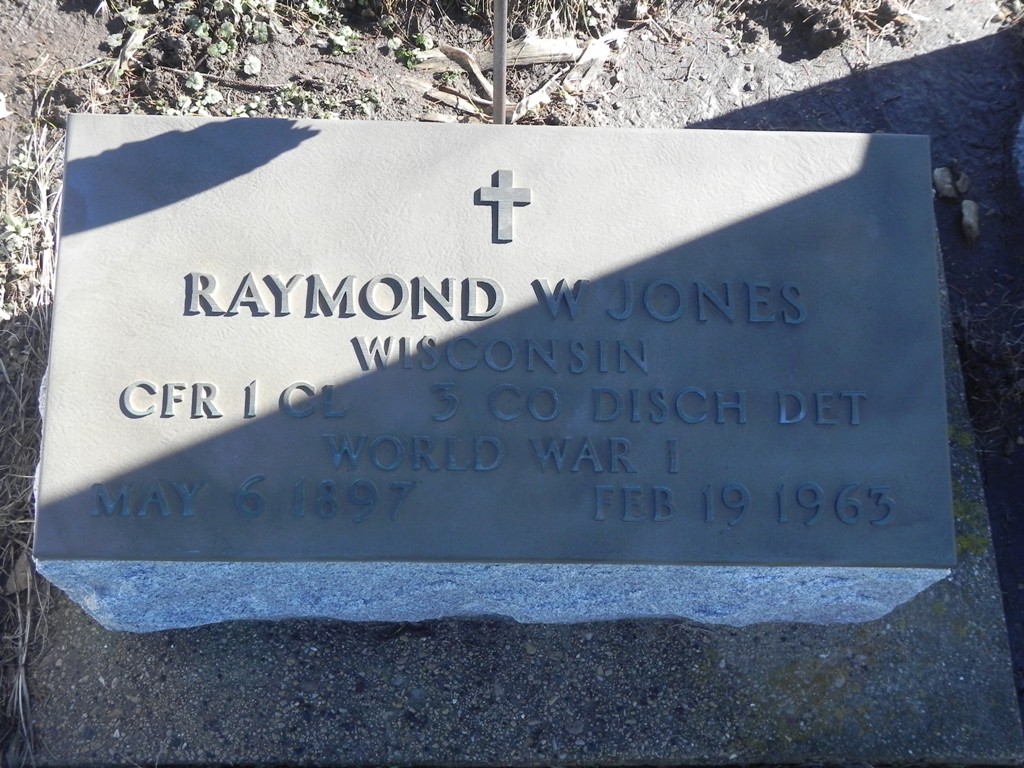 RAYMOND W JONES
WISCONSIN
CFR 1 CL 3 CO DISCH DET
WORLD WAR I
MAY 6 1897 FEB 19 1963